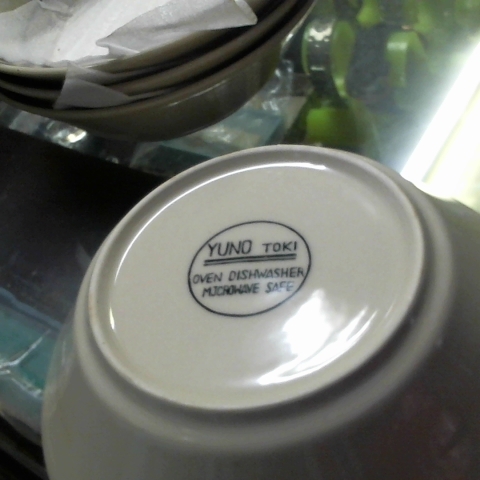 YUNO TOKI
OVEN DISHWASHER
MICROWAVE SAFE